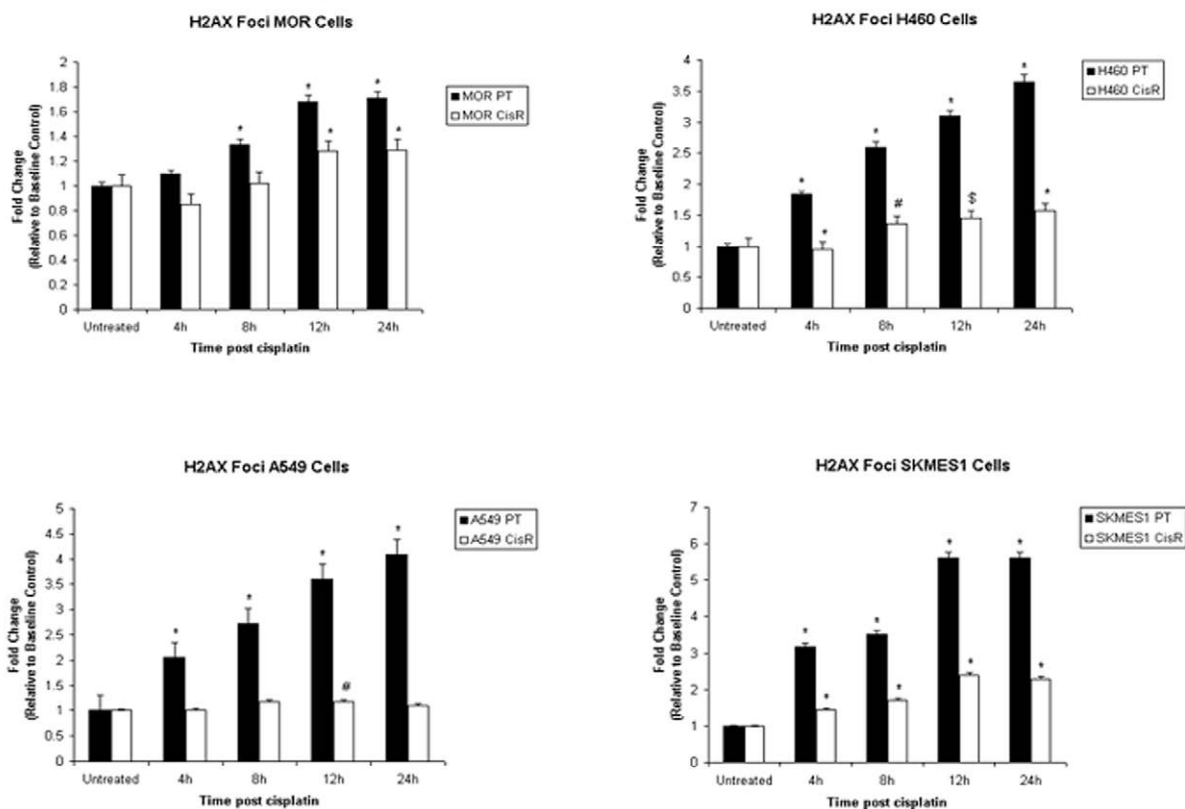 H2AX Foci MOR Cells
Fold Change
(Relative to Baseline Control)
2
1.8
1.6
1.4
1.2
1
0.8
0.6
0.4
0.2
0
* * * * *
MOR PT
MOR CisR
Untreated 4h 8h 12h 24h
Time post cisplatin
H2AX Foci H460 Cells
Fold Change
(Relative to Baseline Control)
4
3.5
3
2.5
2
1.5
1
0.5
0
* * * # * $ * *
H460 PT
H460 CisR
Untreated 4h 8h 12h 24h
Time post cisplatin
H2AX Foci A549 Cells
Fold Change
(Relative to Baseline Control)
5
4.5
4
3.5
3
2.5
2
1.5
1
0.5
0
* * * # *
A549 PT
A549 CisR
Untreated 4h 8h 12h 24h
Time post cisplatin
H2AX Foci SKMES1 Cells
Fold Change
(Relative to Baseline Control)
7
6
5
4
3
2
1
0
* * * * * * * *
SKMES1 PT
SKMES1 CisR
Untreated 4h 8h 12h 24h
Time post cisplatin